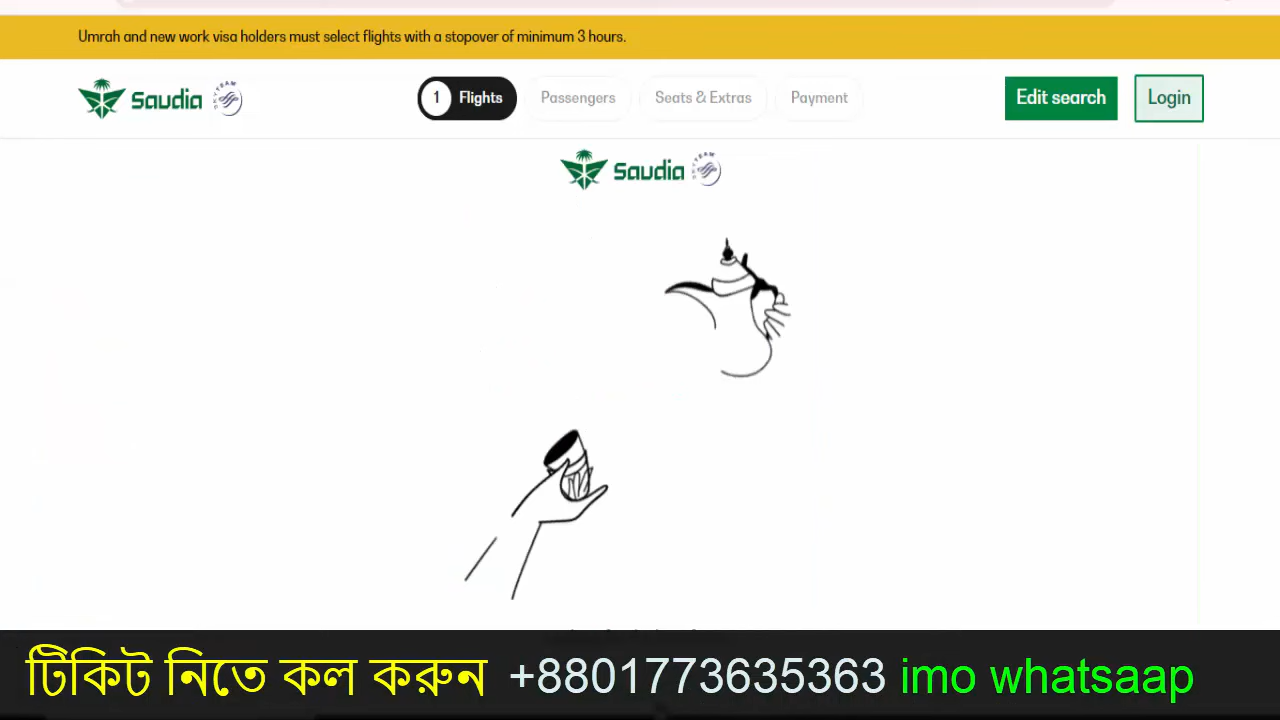 Umrah and new work visa holders must select flights with a stopover of minimum 3 hours.
Saudia
1 Flights Passengers Seats & Extras Payment
Edit search Login
Saudia
টিকিট নিতে কল করুন +8801773635363 imo whatsaap